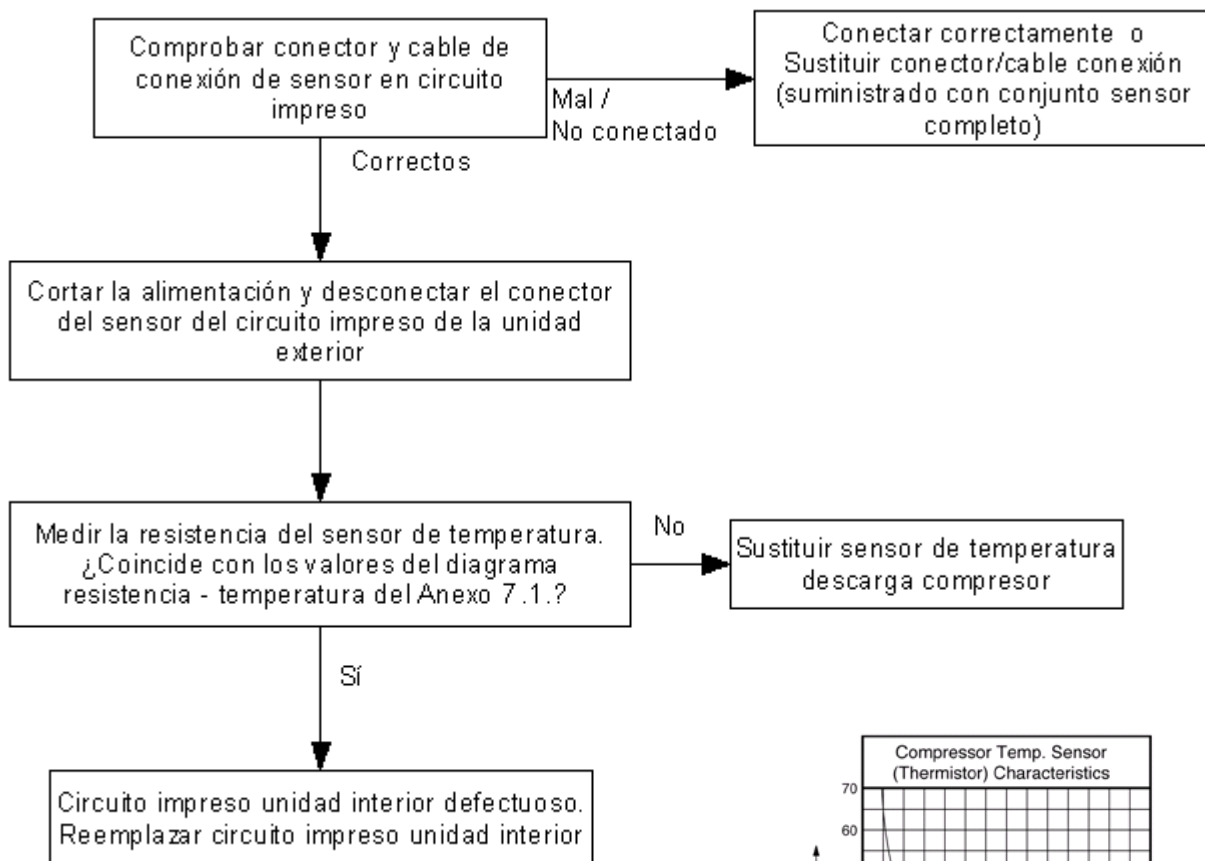 Comprobar conector y cable de
conexión de sensor en circuito
impreso
Conectar correctamente o
Sustituir conector/cable conexión
(suministrado con conjunto sensor
completo)
Mal /
No conectado
Correctos
Cortar la alimentación y desconectar el conector
del sensor del circuito impreso de la unidad
exterior
Medir la resistencia del sensor de temperatura.
¿Coincide con los valores del diagrama
resistencia - temperatura del Anexo 7.1.?
No
Sustituir sensor de temperatura
descarga compresor
Sí
Circuito impreso unidad interior defectuoso.
Reemplazar circuito impreso unidad interior
Compressor Temp. Sensor
(Thermistor) Characteristics
70
60